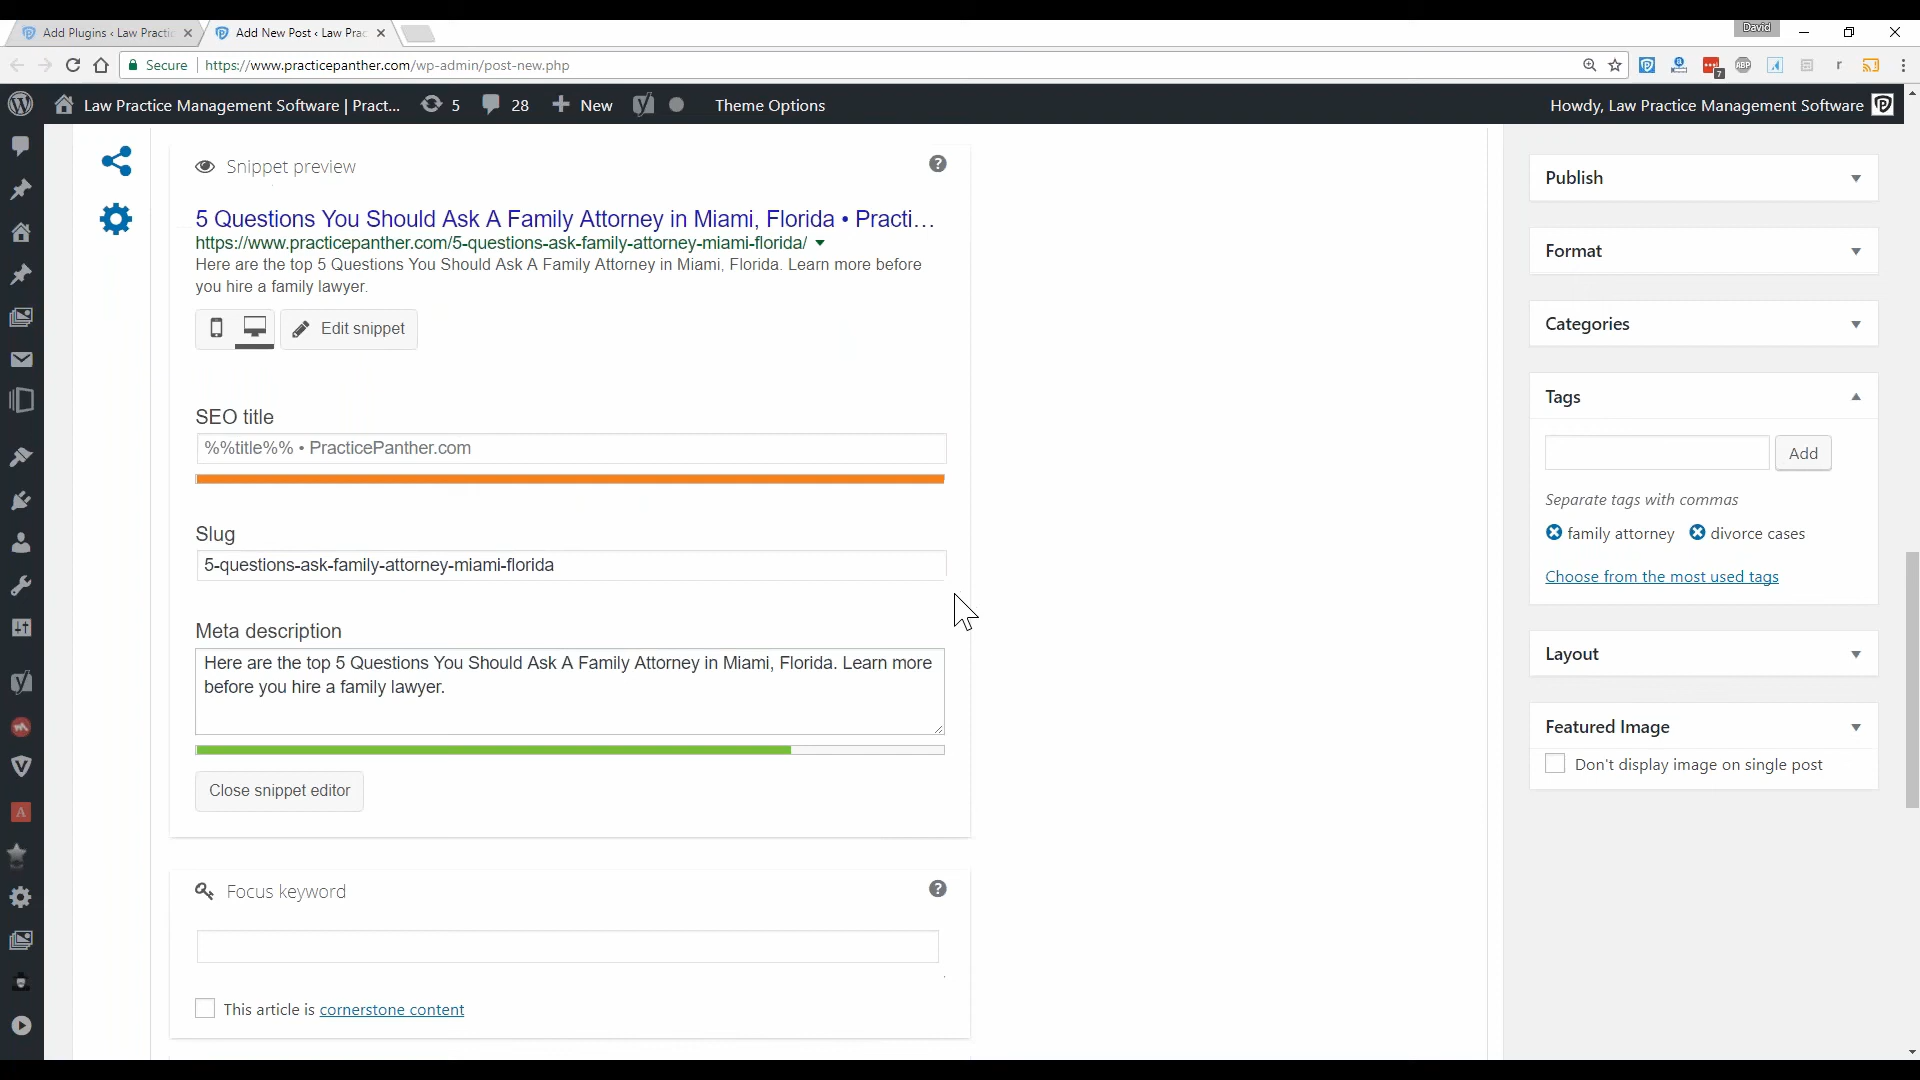 Add Plugins ‹ Law Practic
Add New Post ‹ Law Prac
David
Secure
https://www.practicepanther.com/wp-admin/post-new.php
7
ABP
r
Law Practice Management Software | Pract...
5
28
New
Theme Options
Howdy, Law Practice Management Software
Snippet preview
5 Questions You Should Ask A Family Attorney in Miami, Florida • Practi...
https://www.practicepanther.com/5-questions-ask-family-attorney-miami-florida/
Here are the top 5 Questions You Should Ask A Family Attorney in Miami, Florida. Learn more before
you hire a family lawyer.
Edit snippet
SEO title
%%title%% • PracticePanther.com
Slug
5-questions-ask-family-attorney-miami-florida
Meta description
Here are the top 5 Questions You Should Ask A Family Attorney in Miami, Florida. Learn more
before you hire a family lawyer.
Close snippet editor
Focus keyword
This article is cornerstone content
Publish
Format
Categories
Tags
Add
Separate tags with commas
family attorney
divorce cases
Choose from the most used tags
Layout
Featured Image
Don't display image on single post